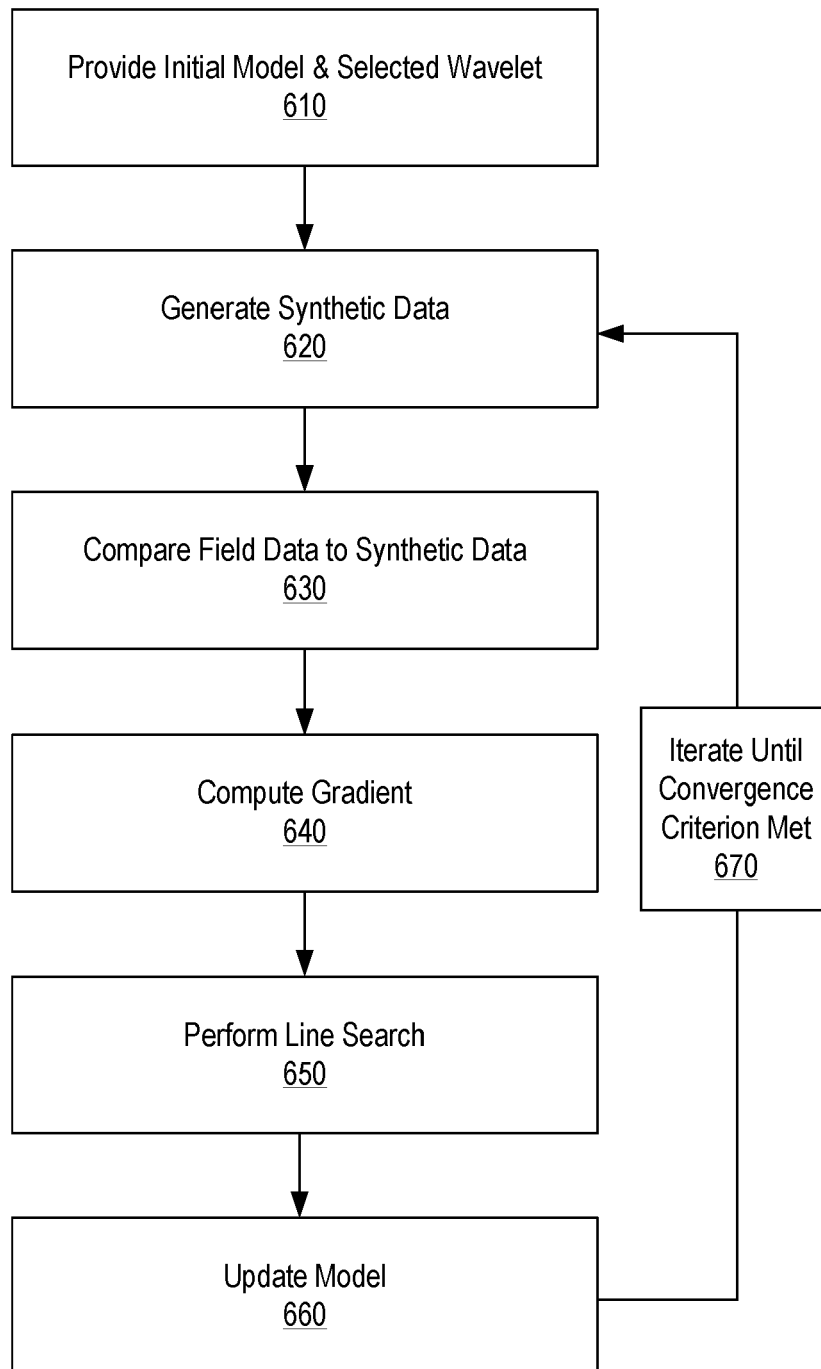 Provide Initial Model & Selected Wavelet
610
Generate Synthetic Data
620
Compare Field Data to Synthetic Data
630
Compute Gradient
640
Iterate Until
Convergence
Criterion Met
670
Perform Line Search
650
Update Model
660